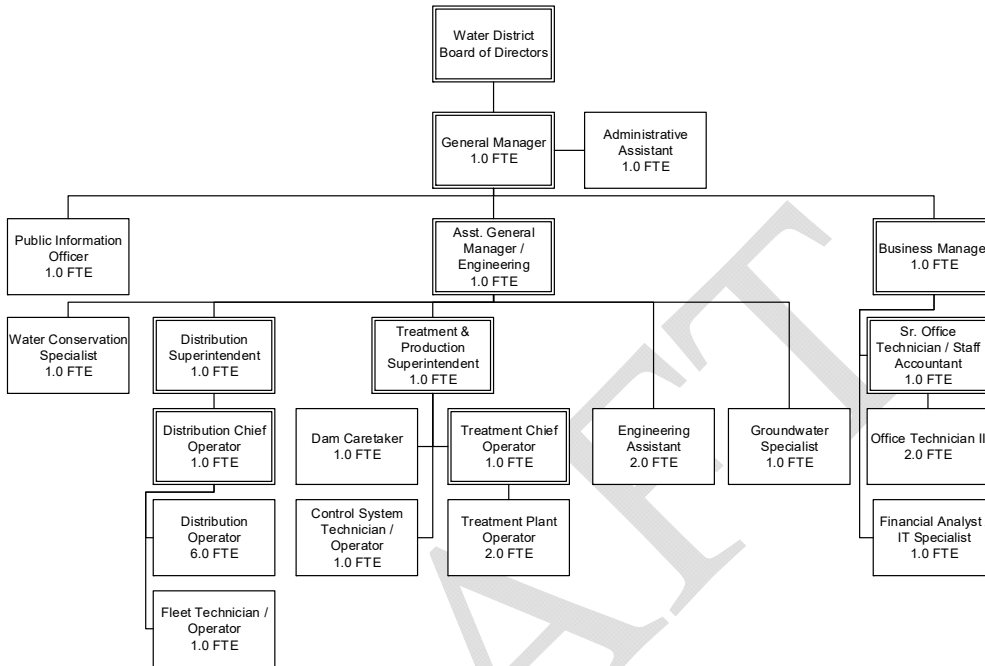 Water District
Board of Directors
General Manager
1.0 FTE
Administrative
Assistant
1.0 FTE
Public Information
Officer
1.0 FTE
Asst. General
Manager /
Engineering
1.0 FTE
Business Manager
1.0 FTE
Water Conservation
Specialist
1.0 FTE
Distribution
Superintendent
1.0 FTE
Treatment &
Production
Superintendent
1.0 FTE
Sr. Office
Technician / Staff
Accountant
1.0 FTE
Distribution Chief
Operator
1.0 FTE
Dam Caretaker
1.0 FTE
Treatment Chief
Operator
1.0 FTE
Engineering
Assistant
2.0 FTE
Groundwater
Specialist
1.0 FTE
Office Technician II
2.0 FTE
Distribution
Operator
6.0 FTE
Control System
Technician /
Operator
1.0 FTE
Treatment Plant
Operator
2.0 FTE
Financial Analyst
IT Specialist
1.0 FTE
Fleet Technician /
Operator
1.0 FTE
AFT